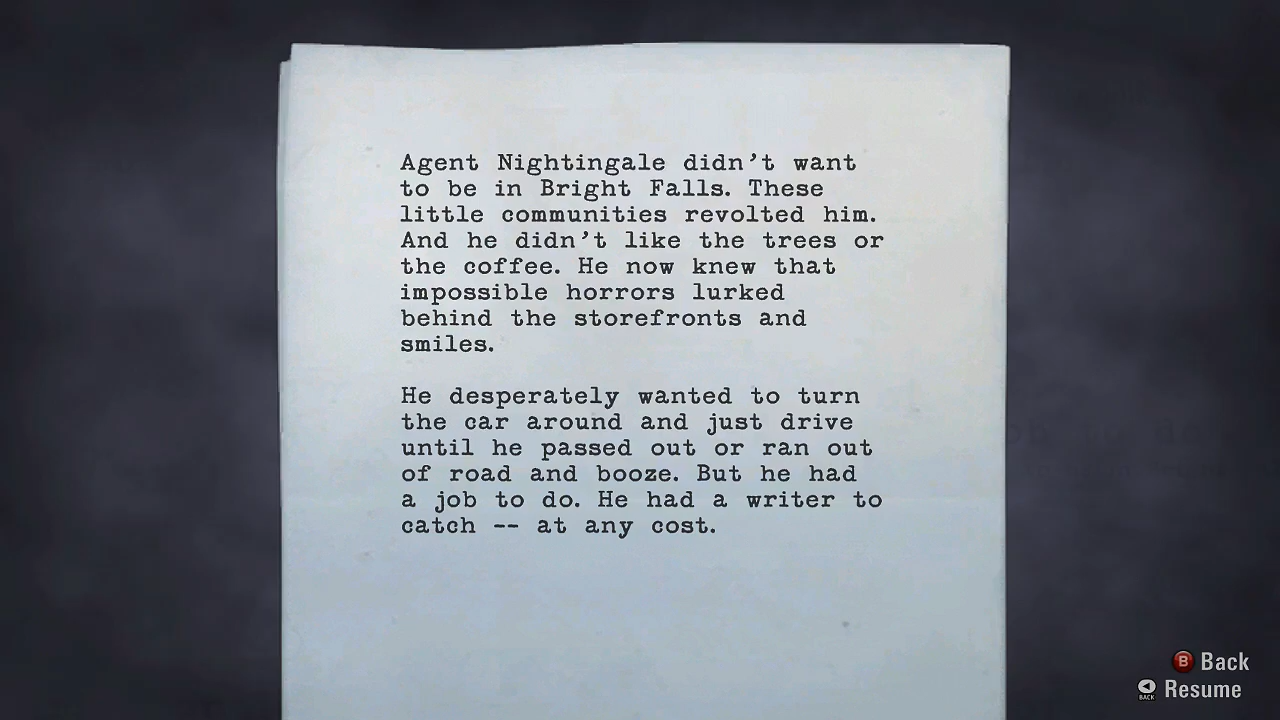 Agent Nightingale didn't want
to be in Bright Falls. These
little communities revolted him.
And he didn't like the trees or
the coffee. He now knew that
impossible horrors lurked
behind the storefronts and
smiles.
He desperately wanted to turn
the car around and just drive
until he passed out or ran out
of road and booze. But he had
a job to do. He had a writer to
catch -- at any cost.
B Back
BACK Resume